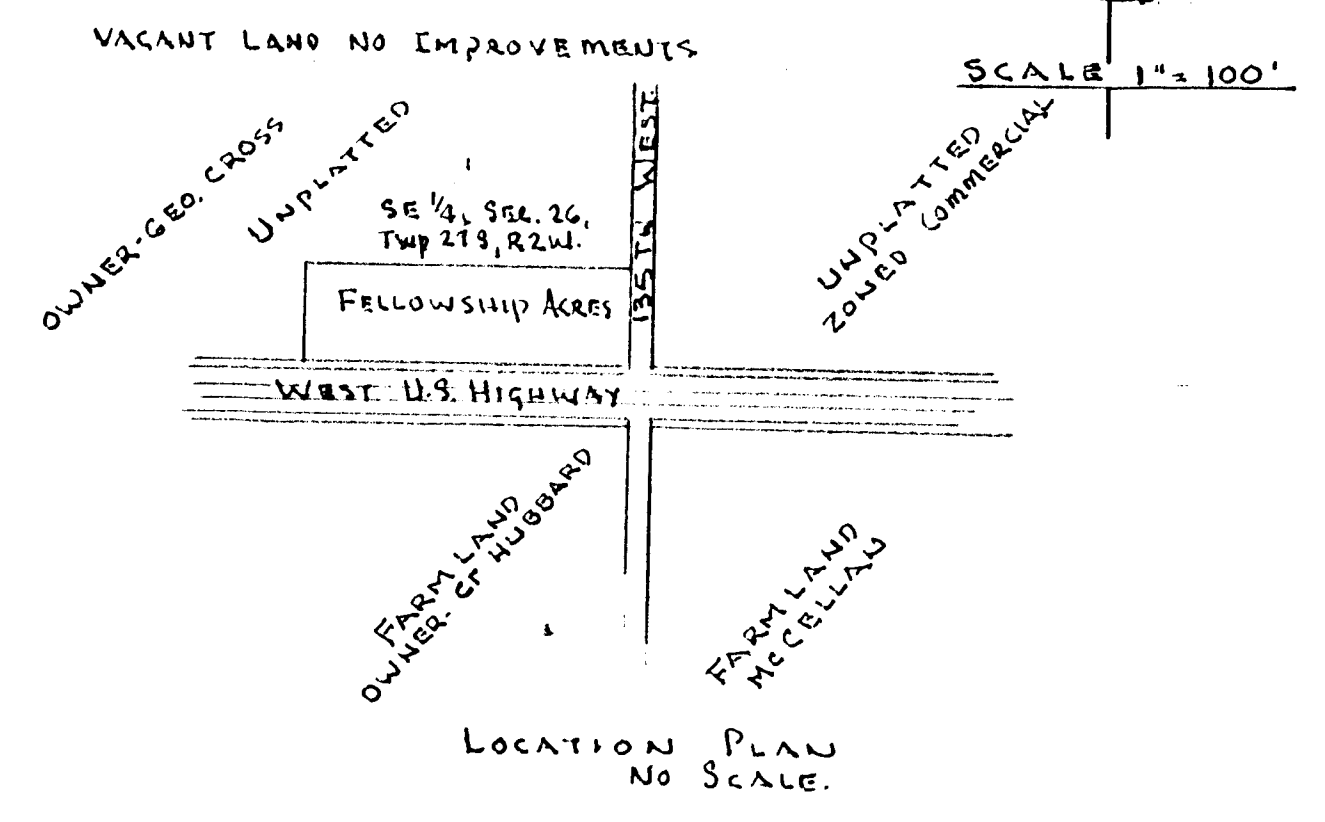 VACANT LAND NO IMPROVEMENTS
SCALE 1" = 100'
OWNER-GEO. CROSS
UNPLATTED
SE 1/4, SEC. 26,
Twp 27S, R2W.
FELLOWSHIP ACRES
135TH WEST.
UNPLATTED
ZONED COMMERCIAL
WEST U.S. HIGHWAY
FARM LAND
OWNER- CF HUBBARD
FARM LAND
McCELLAN
LOCATION PLAN
NO SCALE.